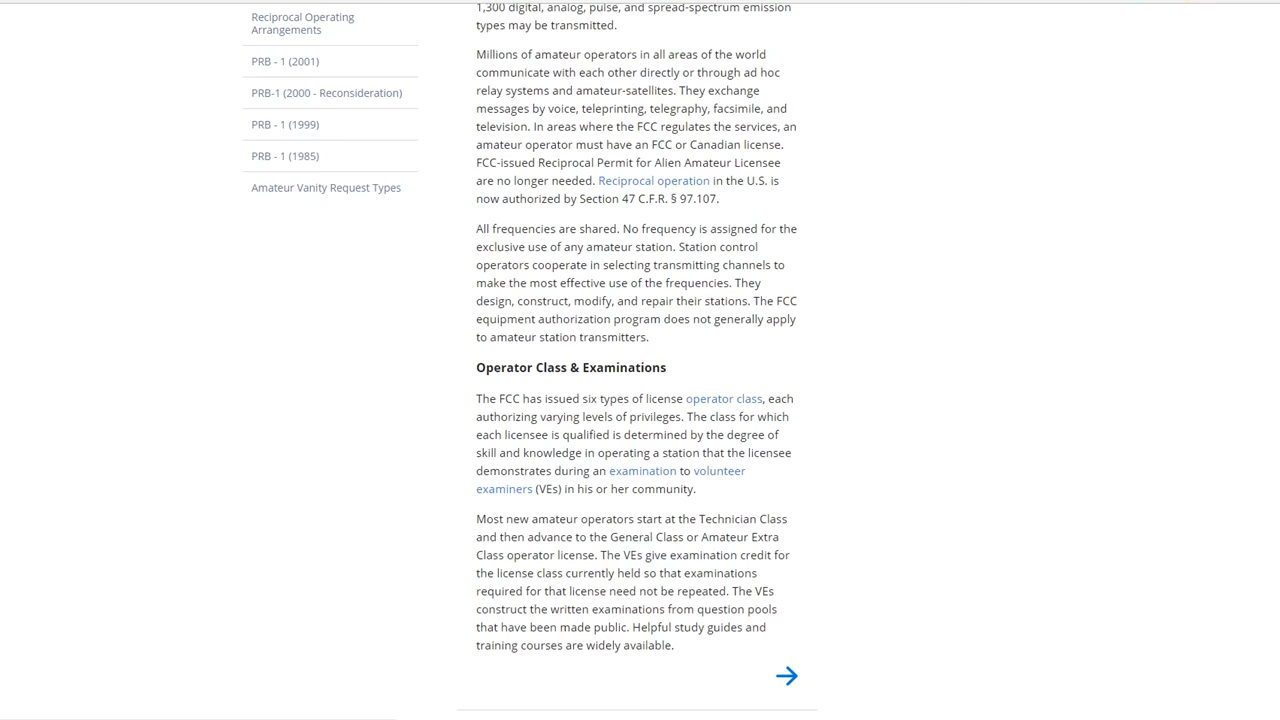 Reciprocal Operating
Arrangements
PRB - 1 (2001)
PRB-1 (2000 - Reconsideration)
PRB - 1 (1999)
PRB - 1 (1985)
Amateur Vanity Request Types
1,300 digital, analog, pulse, and spread-spectrum emission
types may be transmitted.
Millions of amateur operators in all areas of the world
communicate with each other directly or through ad hoc
relay systems and amateur-satellites. They exchange
messages by voice, teleprinting, telegraphy, facsimile, and
television. In areas where the FCC regulates the services, an
amateur operator must have an FCC or Canadian license.
FCC-issued Reciprocal Permit for Alien Amateur Licensee
are no longer needed. Reciprocal operation in the U.S. is
now authorized by Section 47 C.F.R. § 97.107.
All frequencies are shared. No frequency is assigned for the
exclusive use of any amateur station. Station control
operators cooperate in selecting transmitting channels to
make the most effective use of the frequencies. They
design, construct, modify, and repair their stations. The FCC
equipment authorization program does not generally apply
to amateur station transmitters.
Operator Class & Examinations
The FCC has issued six types of license operator class, each
authorizing varying levels of privileges. The class for which
each licensee is qualified is determined by the degree of
skill and knowledge in operating a station that the licensee
demonstrates during an examination to volunteer
examiners (VEs) in his or her community.
Most new amateur operators start at the Technician Class
and then advance to the General Class or Amateur Extra
Class operator license. The VEs give examination credit for
the license class currently held so that examinations
required for that license need not be repeated. The VEs
construct the written examinations from question pools
that have been made public. Helpful study guides and
training courses are widely available.